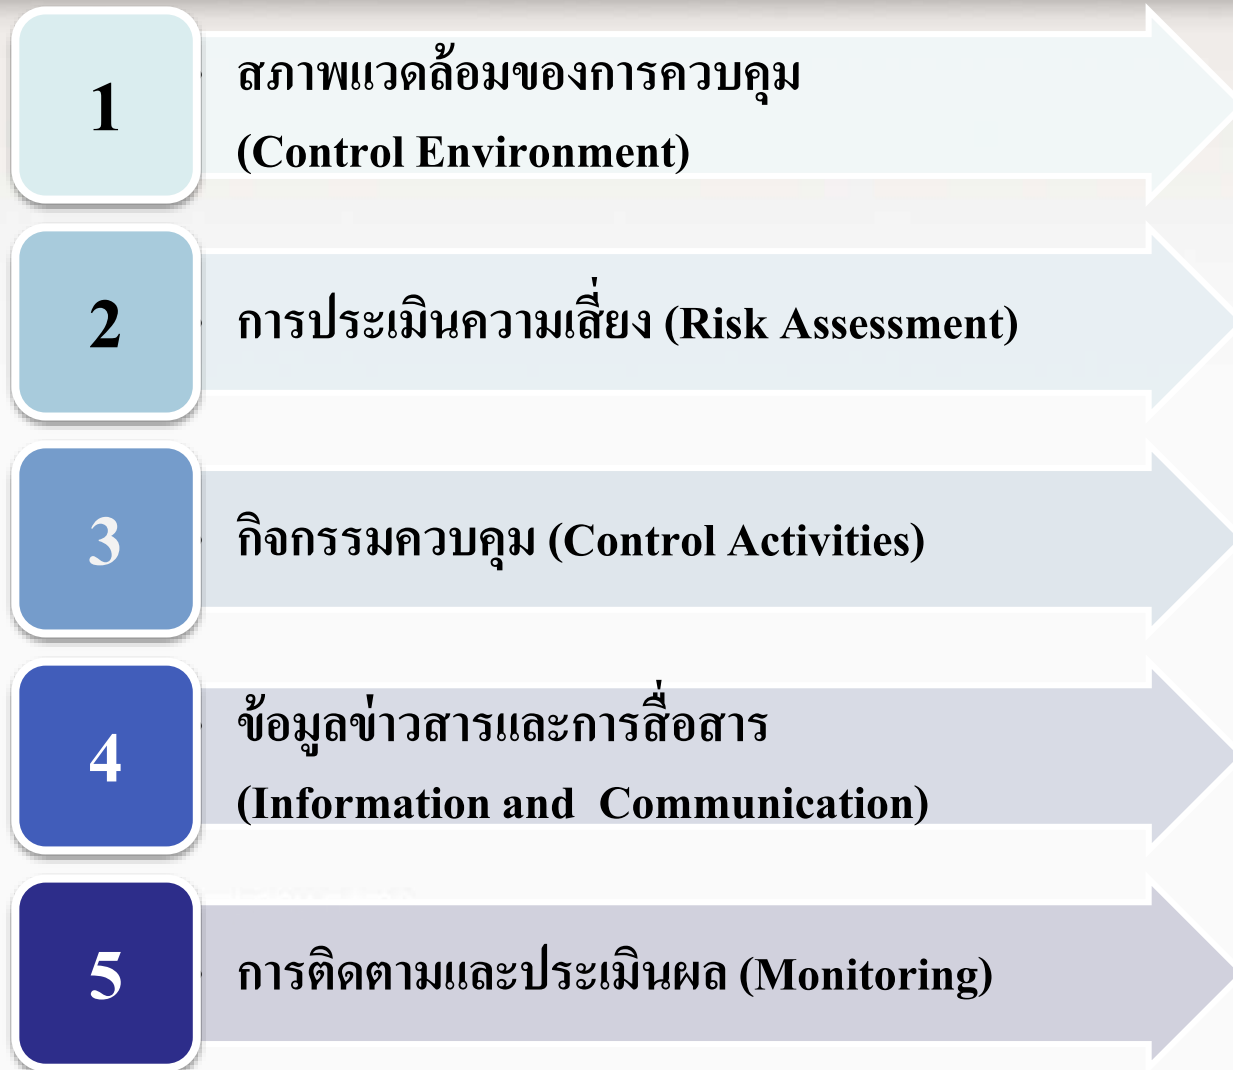 1
สภาพแวดล้อมของการควบคุม
(Control Environment)
2
การประเมินความเสี่ยง (Risk Assessment)
3
กิจกรรมควบคุม (Control Activities)
4
ข้อมูลข่าวสารและการสื่อสาร
(Information and  Communication)
5
การติดตามและประเมินผล (Monitoring)